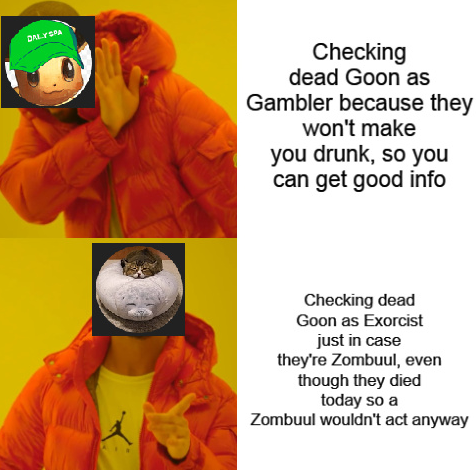 DALY SPA
Checking
dead Goon as
Gambler because they
won't make
you drunk, so you
can get good info
Checking dead
Goon as Exorcist
just in case
they're Zombuul, even
though they died
today so a
Zombuul wouldn't act anyway